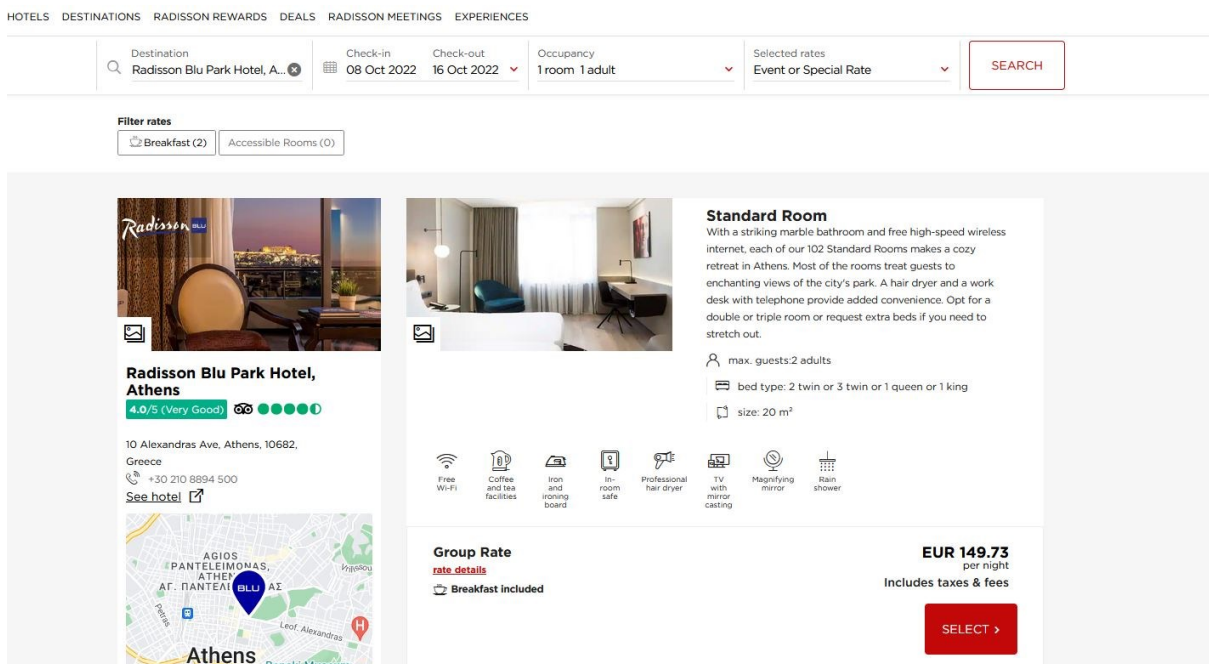 HOTELS DESTINATIONS RADISSON REWARDS DEALS RADISSON MEETINGS EXPERIENCES
Destination
Radisson Blu Park Hotel, A...
Check-in
08 Oct 2022
Check-out
16 Oct 2022
Occupancy
1 room 1 adult
Selected rates
Event or Special Rate
SEARCH
Filter rates
Breakfast (2)
Accessible Rooms (0)
Radisson BLU
Radisson Blu Park Hotel,
Athens
4.0/5 (Very Good)
10 Alexandras Ave, Athens, 10682,
Greece
+30 210 8894 500
See hotel
AGIOS
PANTELEIMONAS,
ATHEN
ΑΓ. ΠΑΝΤΕΛΕ
ΑΣ
BLU
Petras
Leof. Alexandras
H
Athens
Standard Room
With a striking marble bathroom and free high-speed wireless
internet, each of our 102 Standard Rooms makes a cozy
retreat in Athens. Most of the rooms treat guests to
enchanting views of the city's park. A hair dryer and a work
desk with telephone provide added convenience. Opt for a
double or triple room or request extra beds if you need to
stretch out.
max. guests:2 adults
bed type: 2 twin or 3 twin or 1 queen or 1 king
size: 20 m²
Free
Wi-Fi
Coffee
and tea
facilities
Iron
and
ironing
board
In-
room
safe
Professional
hair dryer
TV
with
mirror
casting
Magnifying
mirror
Rain
shower
Group Rate
rate details
Breakfast included
EUR 149.73
per night
Includes taxes & fees
SELECT >